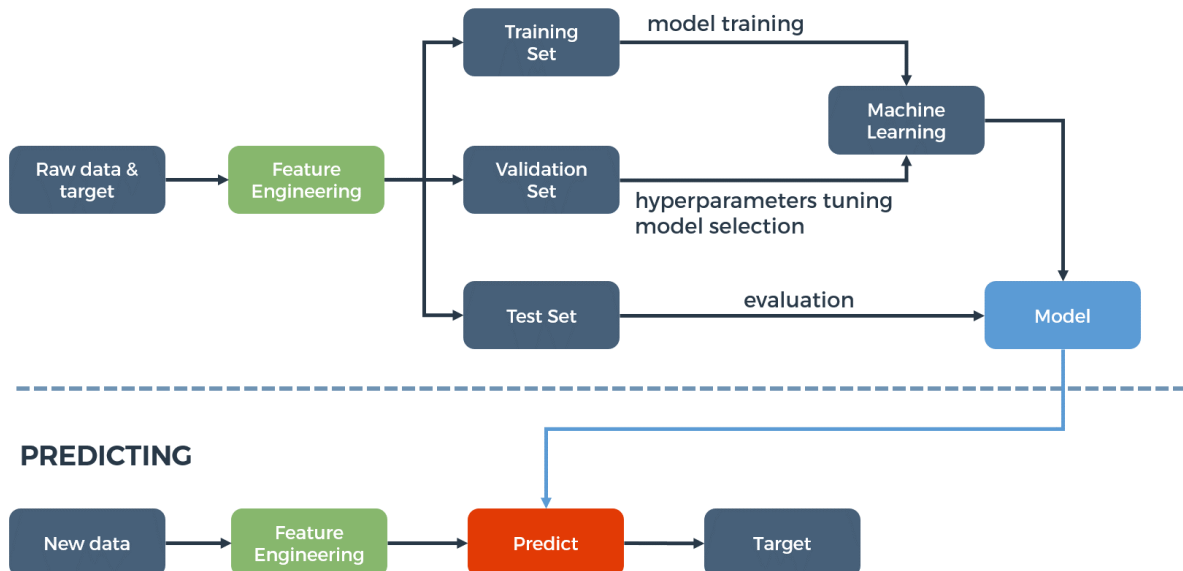 Training
Set
model training
Machine
Learning
Raw data &
target
Feature
Engineering
Validation
Set
hyperparameters tuning
model selection
Test Set
evaluation
Model
PREDICTING
New data
Feature
Engineering
Predict
Target